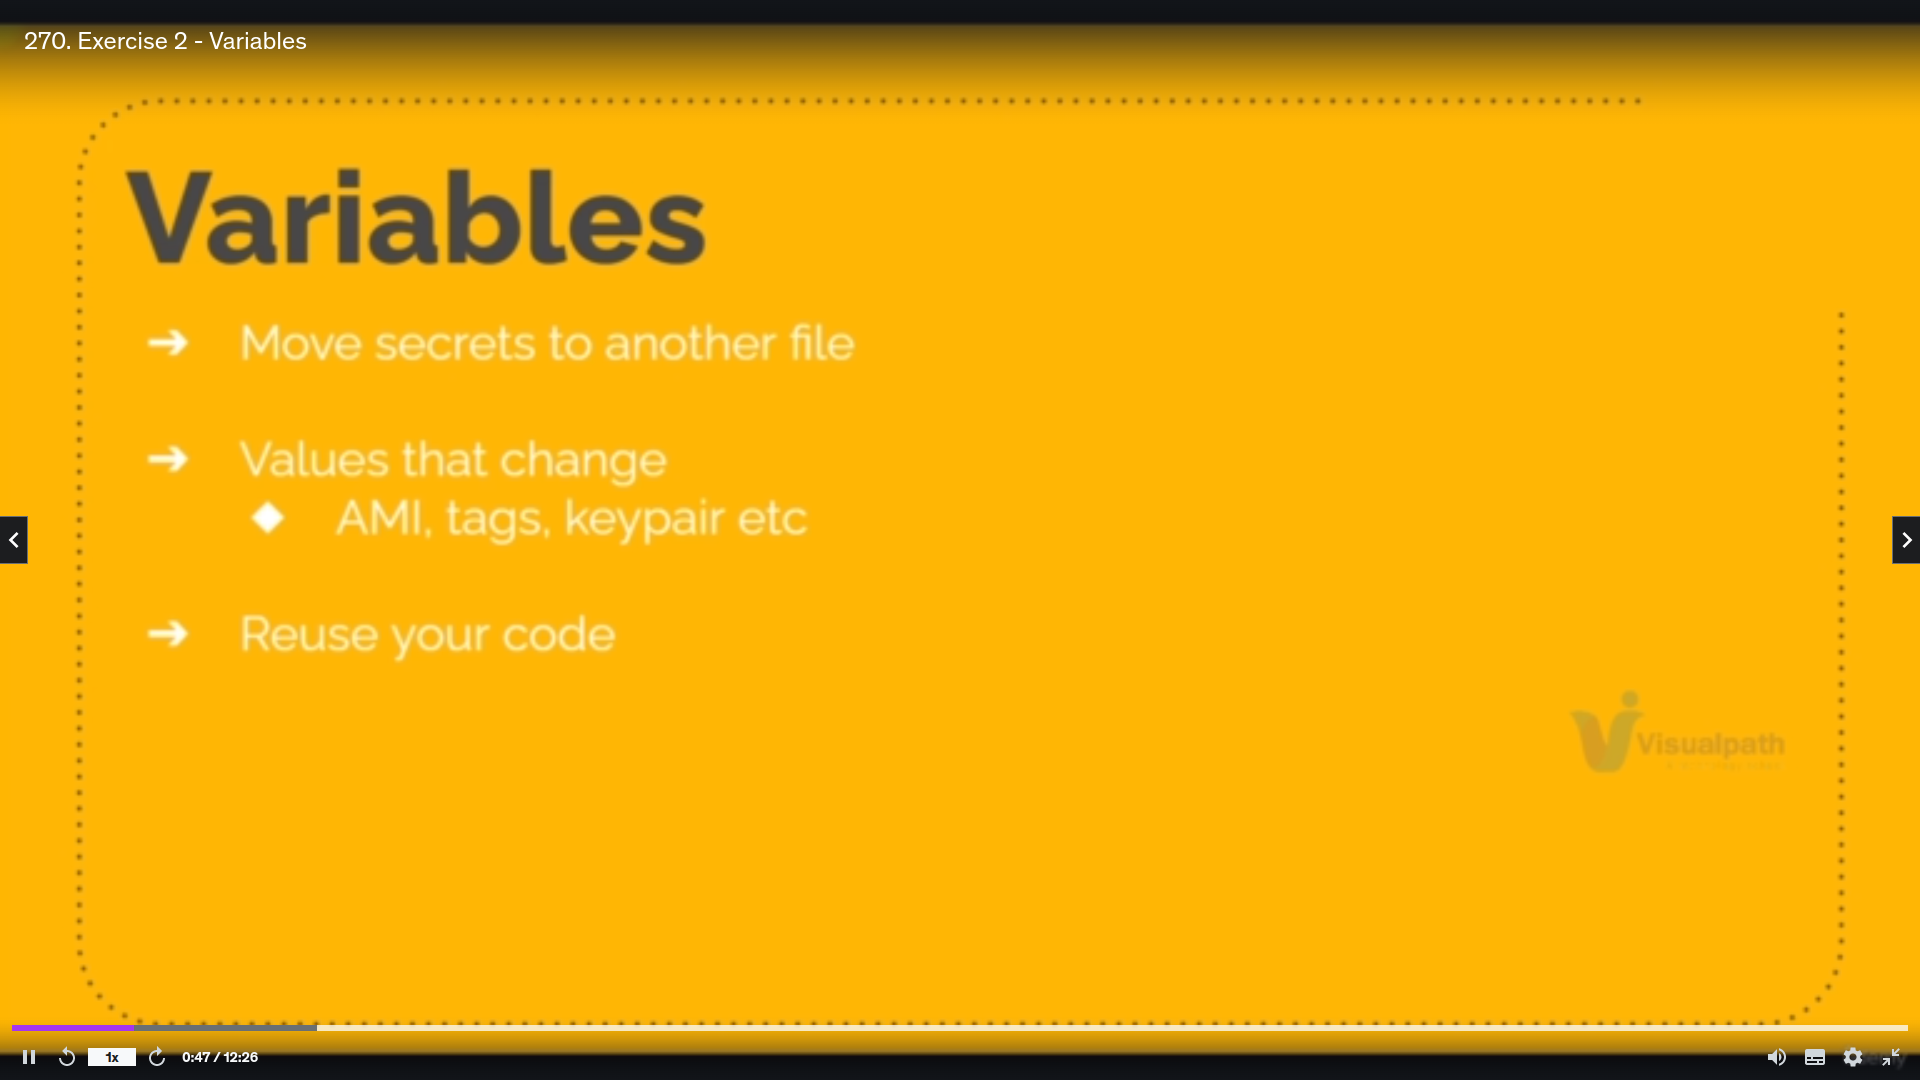 270. Exercise 2 - Variables
Variables
➔ Move secrets to another file
➔ Values that change
◆ AMI, tags, keypair etc
➔ Reuse your code
Visualpath
1x
0:47 / 12:26